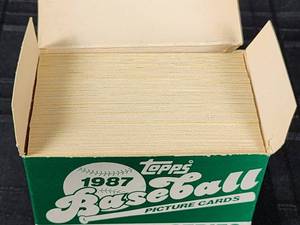 topps
1987
Baseball
PICTURE CARDS